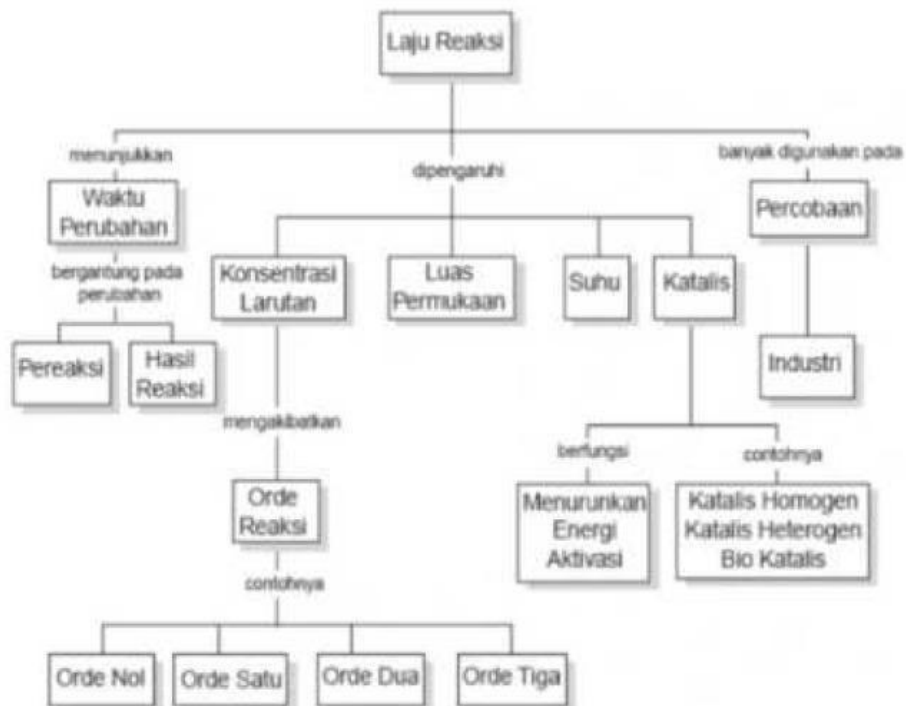 Laju Reaksi
menunjukkan
dipengaruhi
banyak digunakan pada
Waktu
Perubahan
Percobaan
bergantung pada
perubahan
Konsentrasi
Larutan
Luas
Permukaan
Suhu
Katalis
Pereaksi
Hasil
Reaksi
Industri
mengakibatkan
berfungsi
contohnya
Orde
Reaksi
Menurunkan
Energi
Aktivasi
Katalis Homogen
Katalis Heterogen
Bio Katalis
contohnya
Orde Nol
Orde Satu
Orde Dua
Orde Tiga